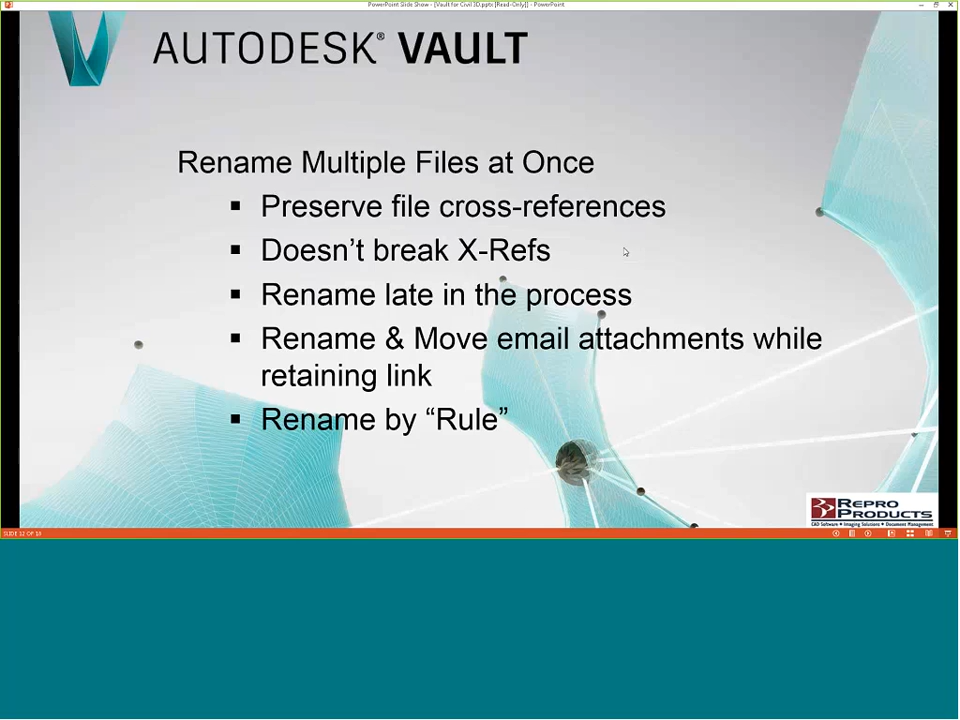 PowerPoint Slide Show - [Vault for Civil 3D.pptx [Read-Only]] - PowerPoint
AUTODESK® VAULT
Rename Multiple Files at Once
▪ Preserve file cross-references
▪ Doesn’t break X-Refs
▪ Rename late in the process
▪ Rename & Move email attachments while
retaining link
▪ Rename by “Rule”
REPRO
PRODUCTS
CAD Software • Imaging Solutions • Document Management
SLIDE 12 OF 19